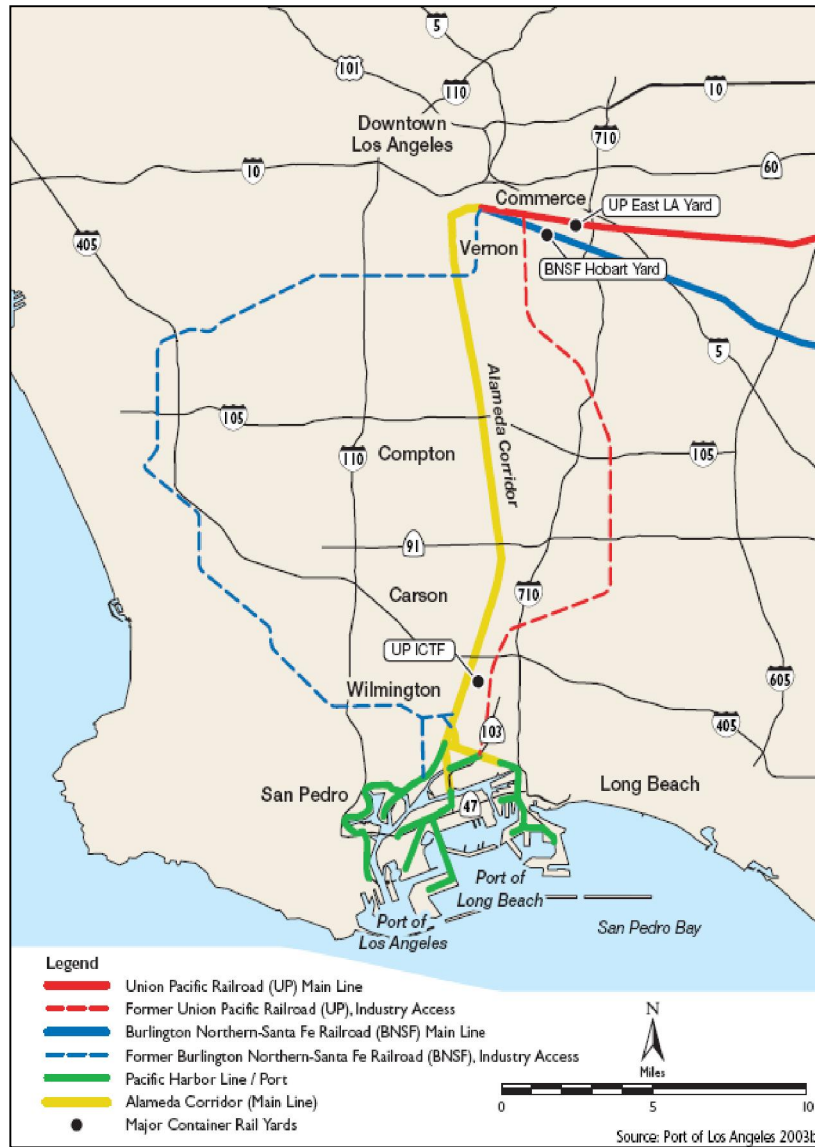 5
101
110
10
Downtown
Los Angeles
710
10
60
Commerce
UP East LA Yard
405
Vernon
BNSF Hobart Yard
5
Alameda Corridor
105
Compton
110
105
91
Carson
710
UP ICTF
605
Wilmington
405
103
San Pedro
Long Beach
47
Port of
Long Beach
Port of
Los Angeles
San Pedro Bay
Legend
Union Pacific Railroad (UP) Main Line
Former Union Pacific Railroad (UP), Industry Access
Burlington Northern-Santa Fe Railroad (BNSF) Main Line
Former Burlington Northern-Santa Fe Railroad (BNSF), Industry Access
Pacific Harbor Line / Port
Alameda Corridor (Main Line)
Major Container Rail Yards
N
Miles
0 5 10
Source: Port of Los Angeles 2003b